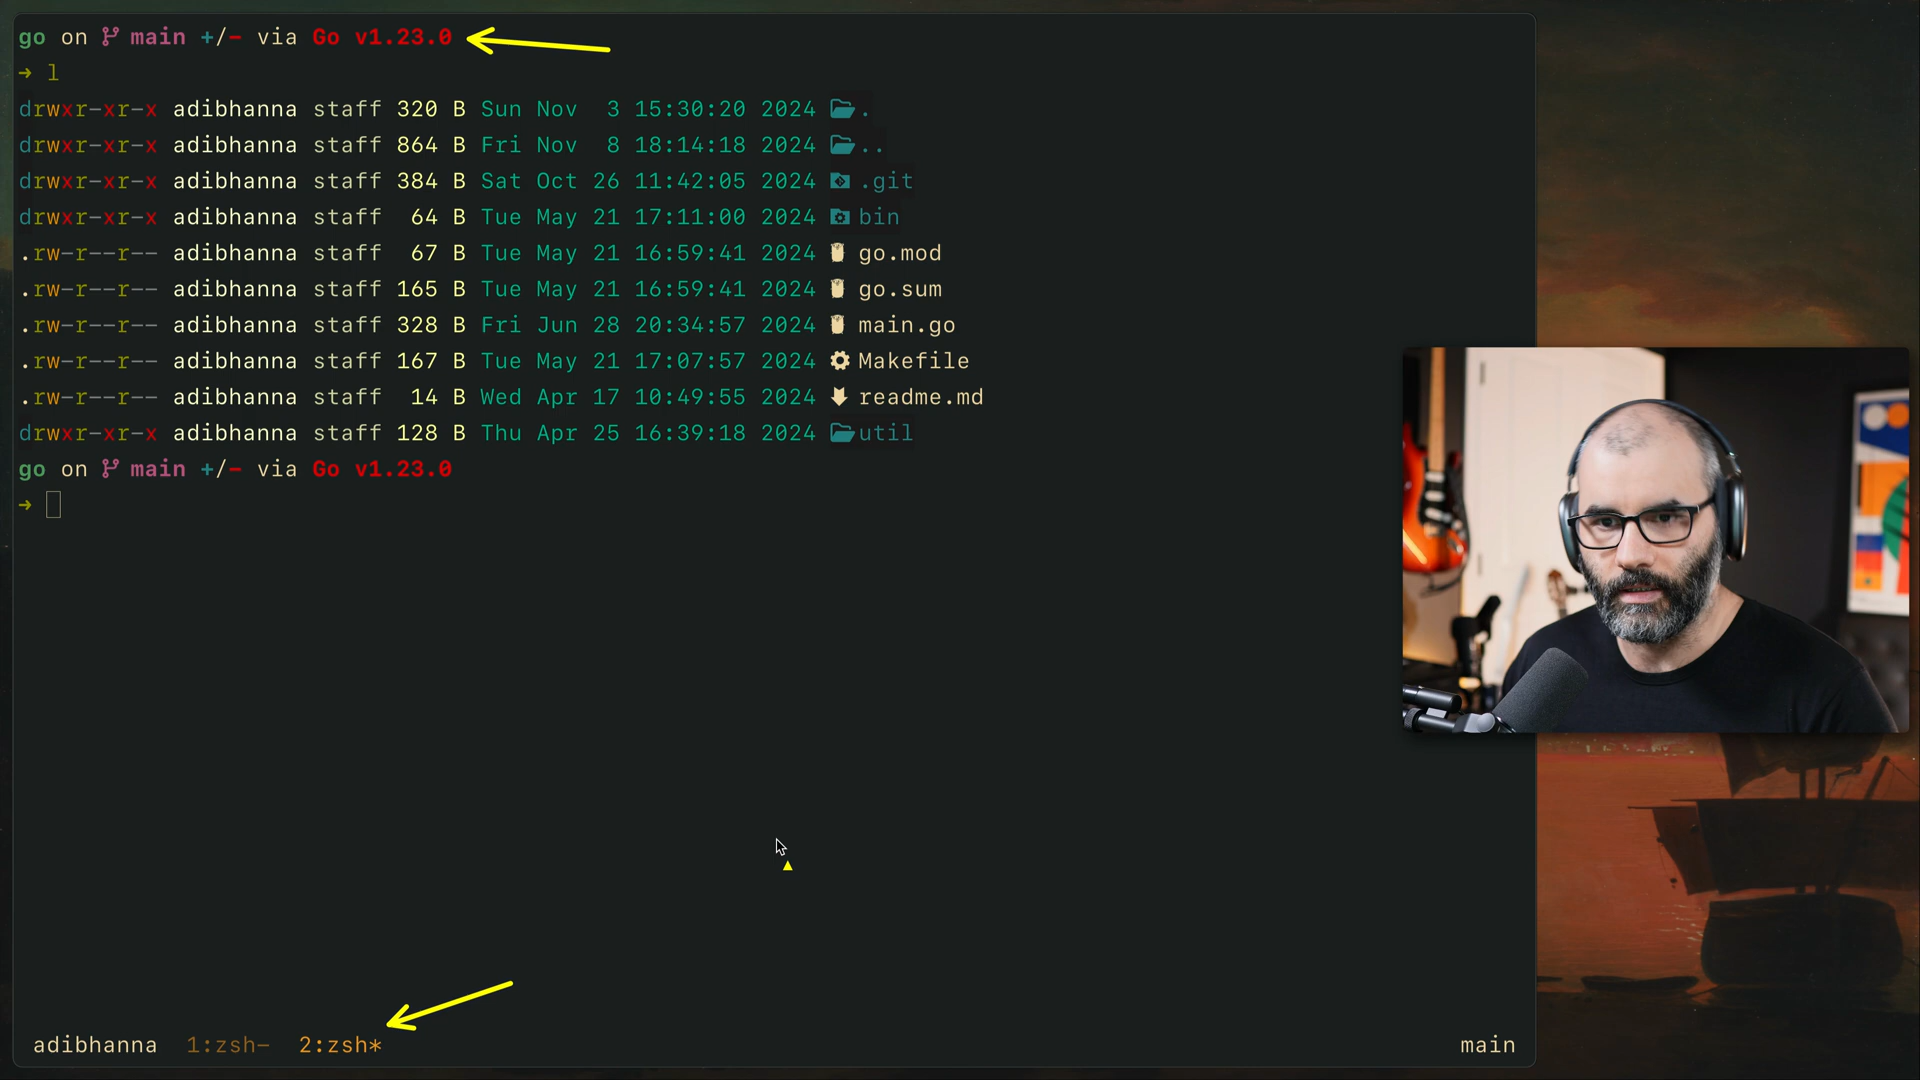 go on main +/- via Go v1.23.0
→ l
drwxr-xr-x adibhanna staff 320 B Sun Nov  3 15:30:20 2024 .
drwxr-xr-x adibhanna staff 864 B Fri Nov  8 18:14:18 2024 ..
drwxr-xr-x adibhanna staff 384 B Sat Oct 26 11:42:05 2024 .git
drwxr-xr-x adibhanna staff  64 B Tue May 21 17:11:00 2024 bin
.rw-r--r-- adibhanna staff  67 B Tue May 21 16:59:41 2024 go.mod
.rw-r--r-- adibhanna staff 165 B Tue May 21 16:59:41 2024 go.sum
.rw-r--r-- adibhanna staff 328 B Fri Jun 28 20:34:57 2024 main.go
.rw-r--r-- adibhanna staff 167 B Tue May 21 17:07:57 2024 Makefile
.rw-r--r-- adibhanna staff  14 B Wed Apr 17 10:49:55 2024 readme.md
drwxr-xr-x adibhanna staff 128 B Thu Apr 25 16:39:18 2024 util
go on main +/- via Go v1.23.0
→
adibhanna 1:zsh- 2:zsh* main